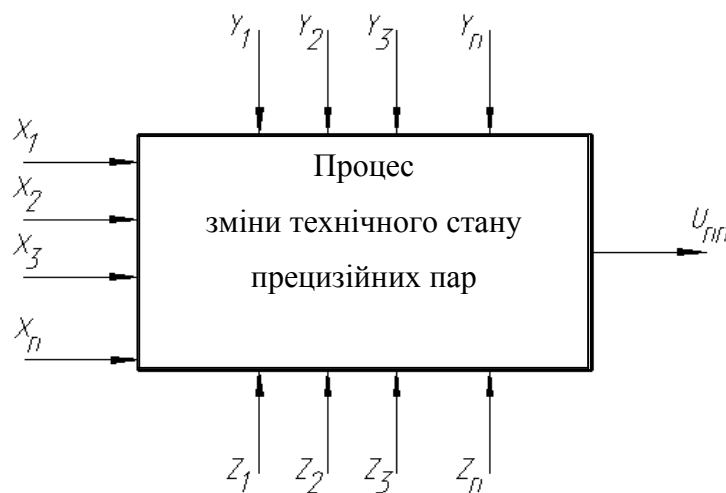 Y1 Y2 Y3 Yn
X1
Процес
X2
зміни технічного стану
Uпп
X3
прецизійних пар
Xn
Z1 Z2 Z3 Zn